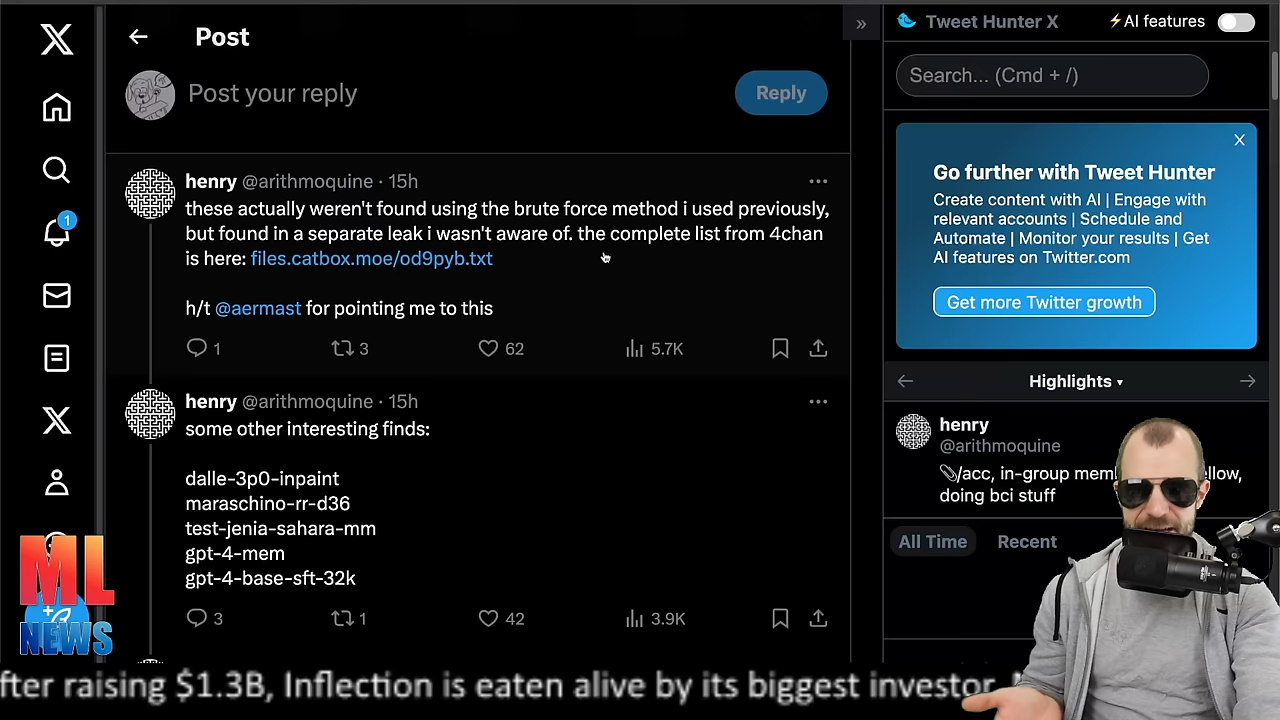 Post
»
Tweet Hunter X
⚡AI features
Post your reply
Reply
Search... (Cmd + /)
henry @arithmoquine · 15h
these actually weren't found using the brute force method i used previously,
but found in a separate leak i wasn't aware of. the complete list from 4chan
is here: files.catbox.moe/od9pyb.txt
h/t @aermast for pointing me to this
1
3
62
5.7K
henry @arithmoquine · 15h
some other interesting finds:
dalle-3p0-inpaint
maraschino-rr-d36
test-jenia-sahara-mm
gpt-4-mem
gpt-4-base-sft-32k
3
1
42
3.9K
1
X
Go further with Tweet Hunter
Create content with AI | Engage with
relevant accounts | Schedule and
Automate | Monitor your results | Get
AI features on Twitter.com
Get more Twitter growth
Highlights
henry
@arithmoquine
/acc, in-group
doing bci stuff
All Time
Recent
ML
NEWS
fter raising $1.3B, Inflection is eaten alive by its biggest investor